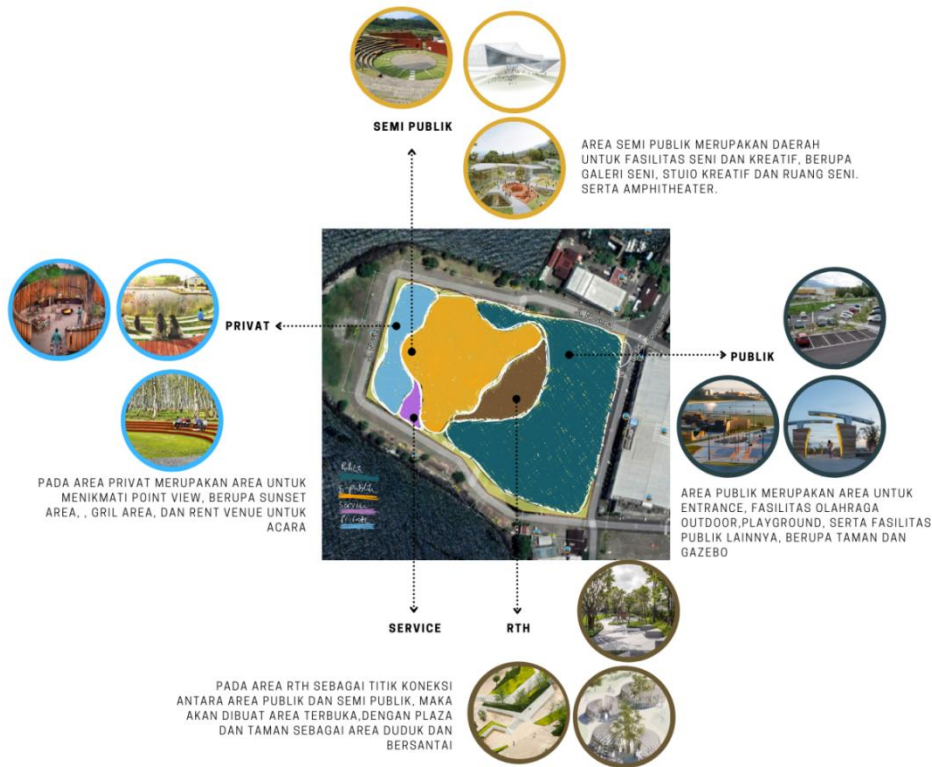 SEMI PUBLIK
AREA SEMI PUBLIK MERUPAKAN DAERAH
UNTUK FASILITAS SENI DAN KREATIF, BERUPA
GALERI SENI, STUIO KREATIF DAN RUANG SENI.
SERTA AMPHITHEATER.
PRIVAT
PUBLIK
PADA AREA PRIVAT MERUPAKAN AREA UNTUK
MENIKMATI POINT VIEW, BERUPA SUNSET
AREA, , GRIL AREA, DAN RENT VENUE UNTUK
ACARA
AREA PUBLIK MERUPAKAN AREA UNTUK
ENTRANCE, FASILITAS OLAHRAGA
OUTDOOR,PLAYGROUND, SERTA FASILITAS
PUBLIK LAINNYA, BERUPA TAMAN DAN
GAZEBO
SERVICE
RTH
PADA AREA RTH SEBAGAI TITIK KONEKSI
ANTARA AREA PUBLIK DAN SEMI PUBLIK, MAKA
AKAN DIBUAT AREA TERBUKA,DENGAN PLAZA
DAN TAMAN SEBAGAI AREA DUDUK DAN
BERSANTAI